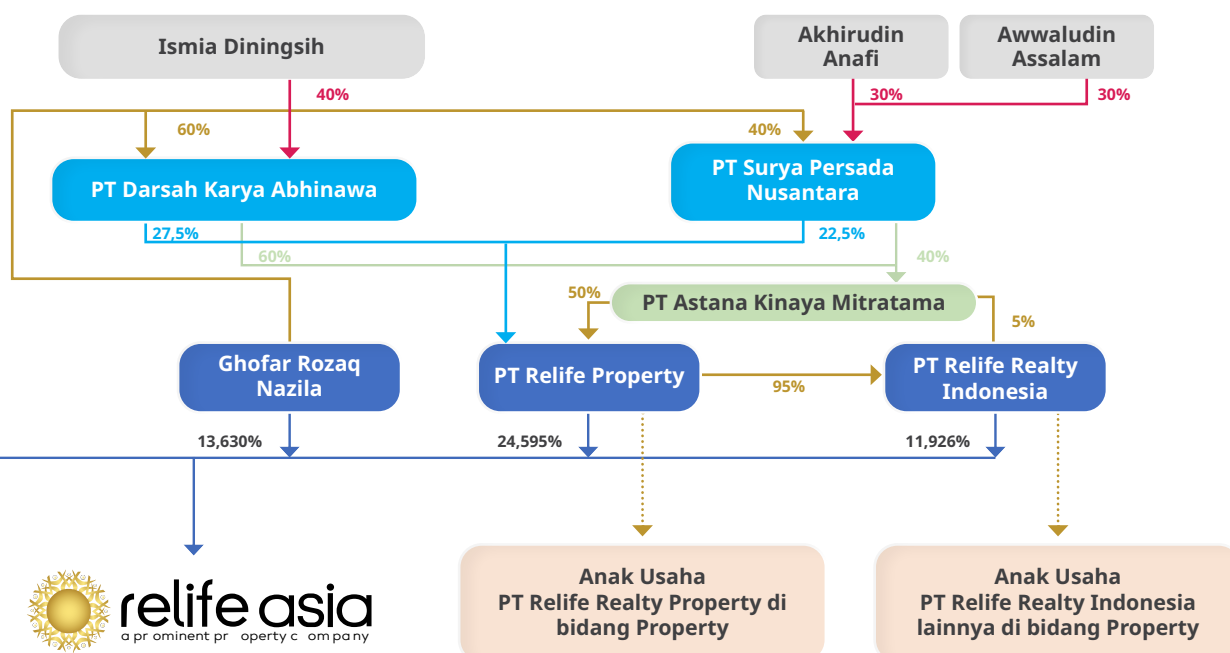 Ismia Diningsih
Akhirudin
Anafi
Awwaludin
Assalam
40%
30%
30%
60%
40%
PT Darsah Karya Abhinawa
PT Surya Persada
Nusantara
27,5%
22,5%
60%
40%
50%
PT Astana Kinaya Mitratama
5%
Ghofar Rozaq
Nazila
PT Relife Property
95%
PT Relife Realty
Indonesia
13,630%
24,595%
11,926%
relife asia
a pr ominent pr operty c ompany
Anak Usaha
PT Relife Realty Property di
bidang Property
Anak Usaha
PT Relife Realty Indonesia
lainnya di bidang Property